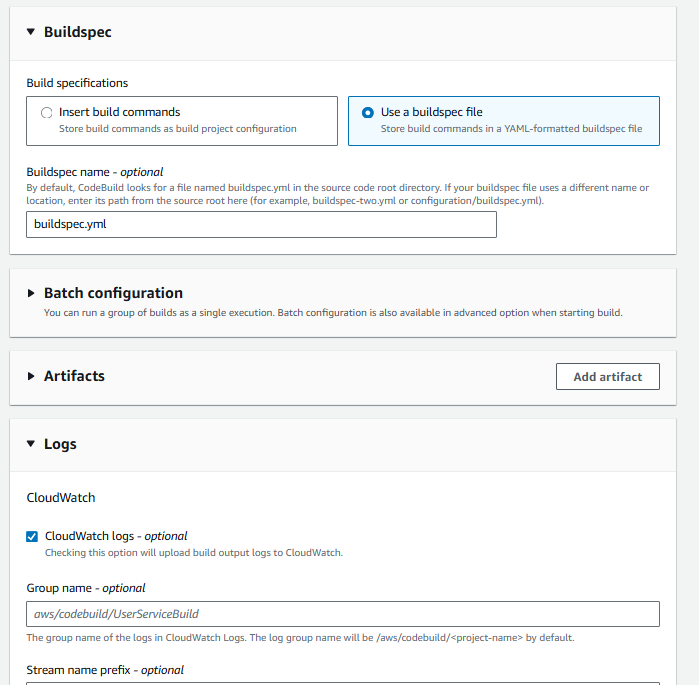 Buildspec
Build specifications
Insert build commands
Store build commands as build project configuration
Use a buildspec file
Store build commands in a YAML-formatted buildspec file
Buildspec name - optional
By default, CodeBuild looks for a file named buildspec.yml in the source code root directory. If your buildspec file uses a different name or
location, enter its path from the source root here (for example, buildspec-two.yml or configuration/buildspec.yml).
buildspec.yml
Batch configuration
You can run a group of builds as a single execution. Batch configuration is also available in advanced option when starting build.
Artifacts
Add artifact
Logs
CloudWatch
CloudWatch logs - optional
Checking this option will upload build output logs to CloudWatch.
Group name - optional
aws/codebuild/UserServiceBuild
The group name of the logs in CloudWatch Logs. The log group name will be /aws/codebuild/<project-name> by default.
Stream name prefix - optional